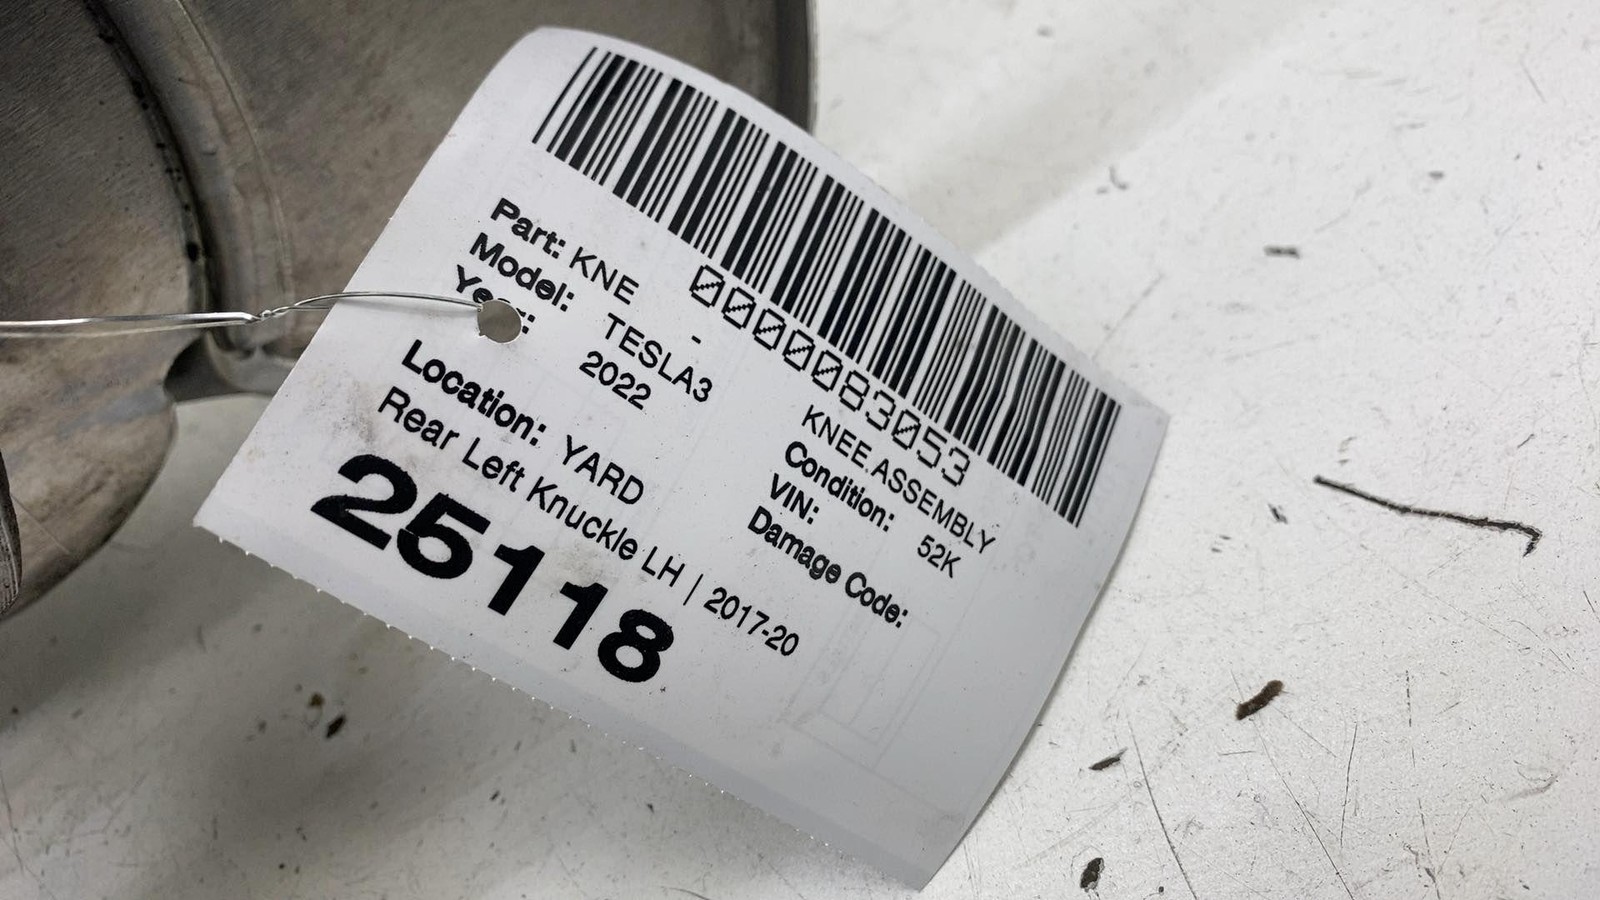 0000083053
Part: KNE - KNEE ASSEMBLY
Model: TESLA3 Condition: 52K
Year: 2022 VIN:
Damage Code:
Location: YARD
Rear Left Knuckle LH | 2017-20
25118